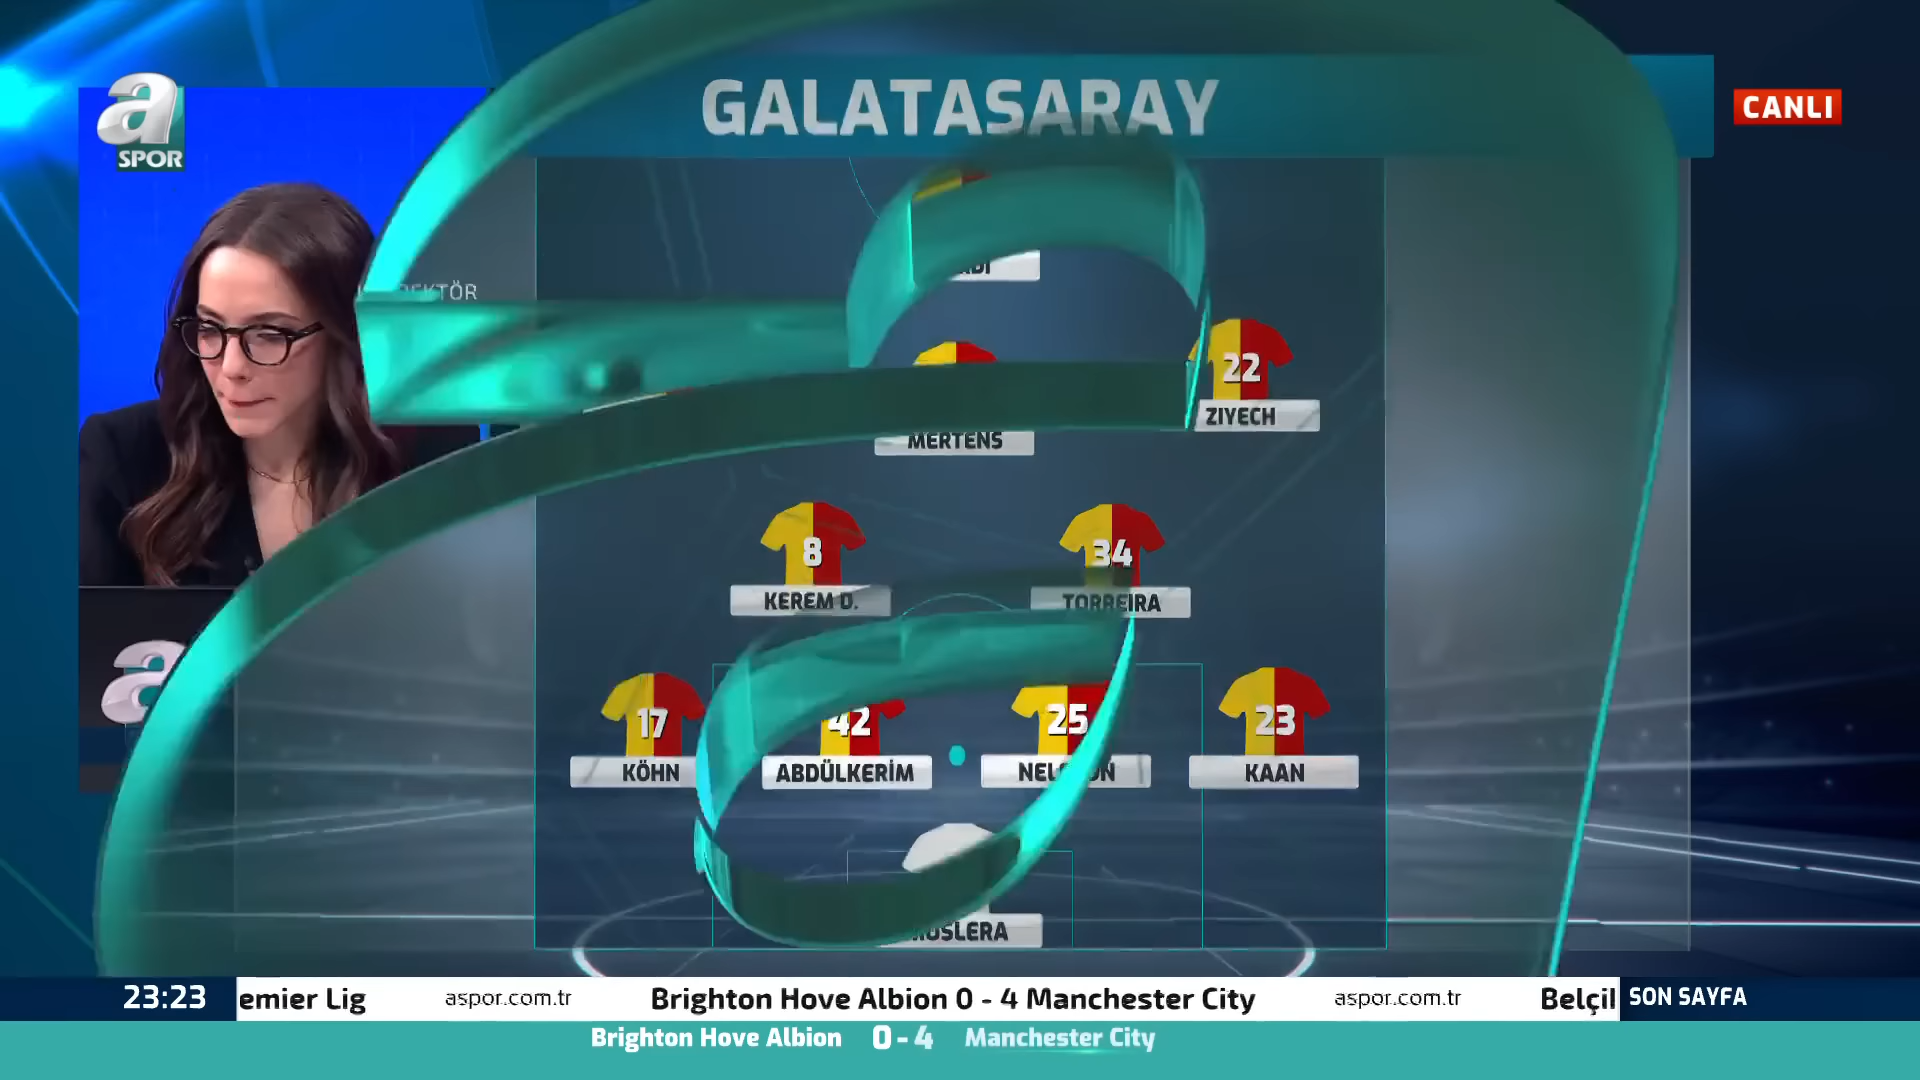 a
SPOR
GALATASARAY
CANLI
22
ZIYECH
MERTENS
8
34
KEREM D.
TORREIRA
17
42
25
23
KÖHN
ABDÜLKERİM
KAAN
23:23
emier Lig
aspor.com.tr
Brighton Hove Albion 0 - 4 Manchester City
aspor.com.tr
Belçil
SON SAYFA
Brighton Hove Albion 0 - 4 Manchester City